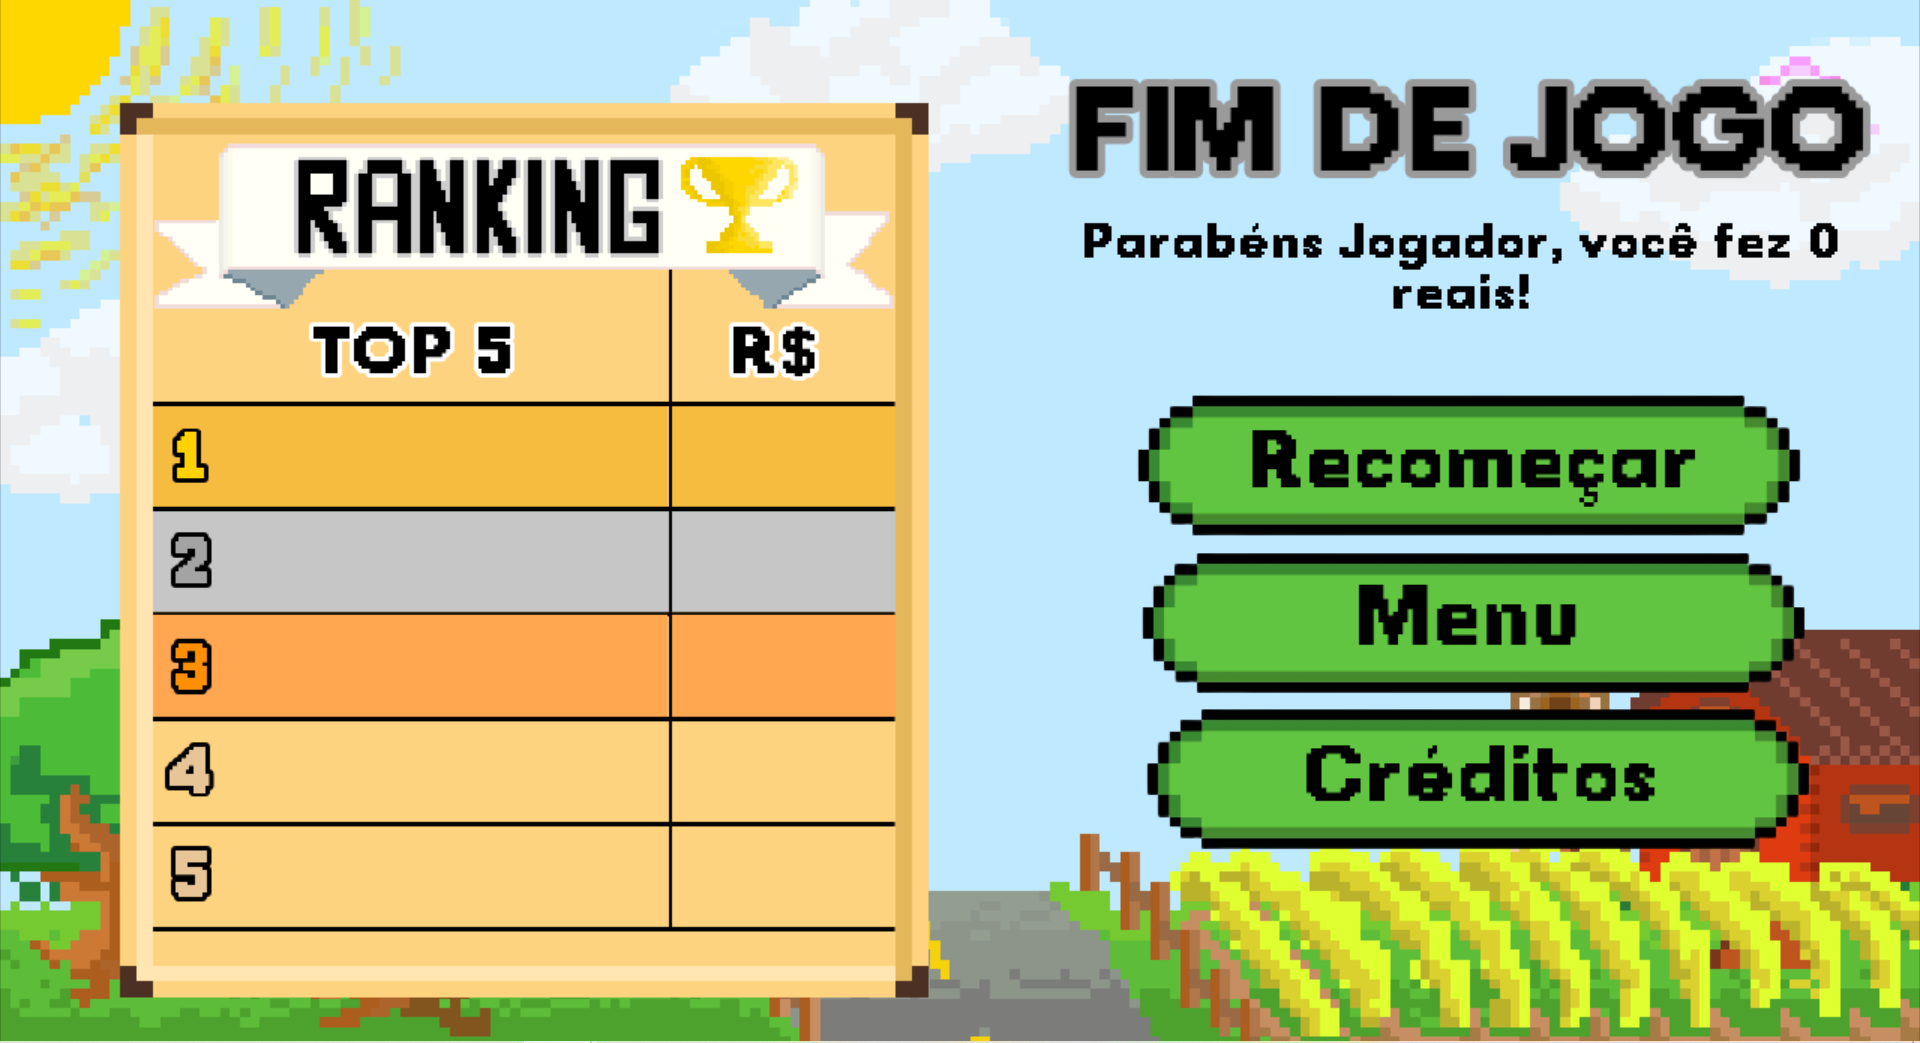 RANKING
TOP 5
R$
1
2
3
4
5
FIM DE JOGO
Parabéns Jogador, você fez 0
reais!
Recomeçar
Menu
Créditos